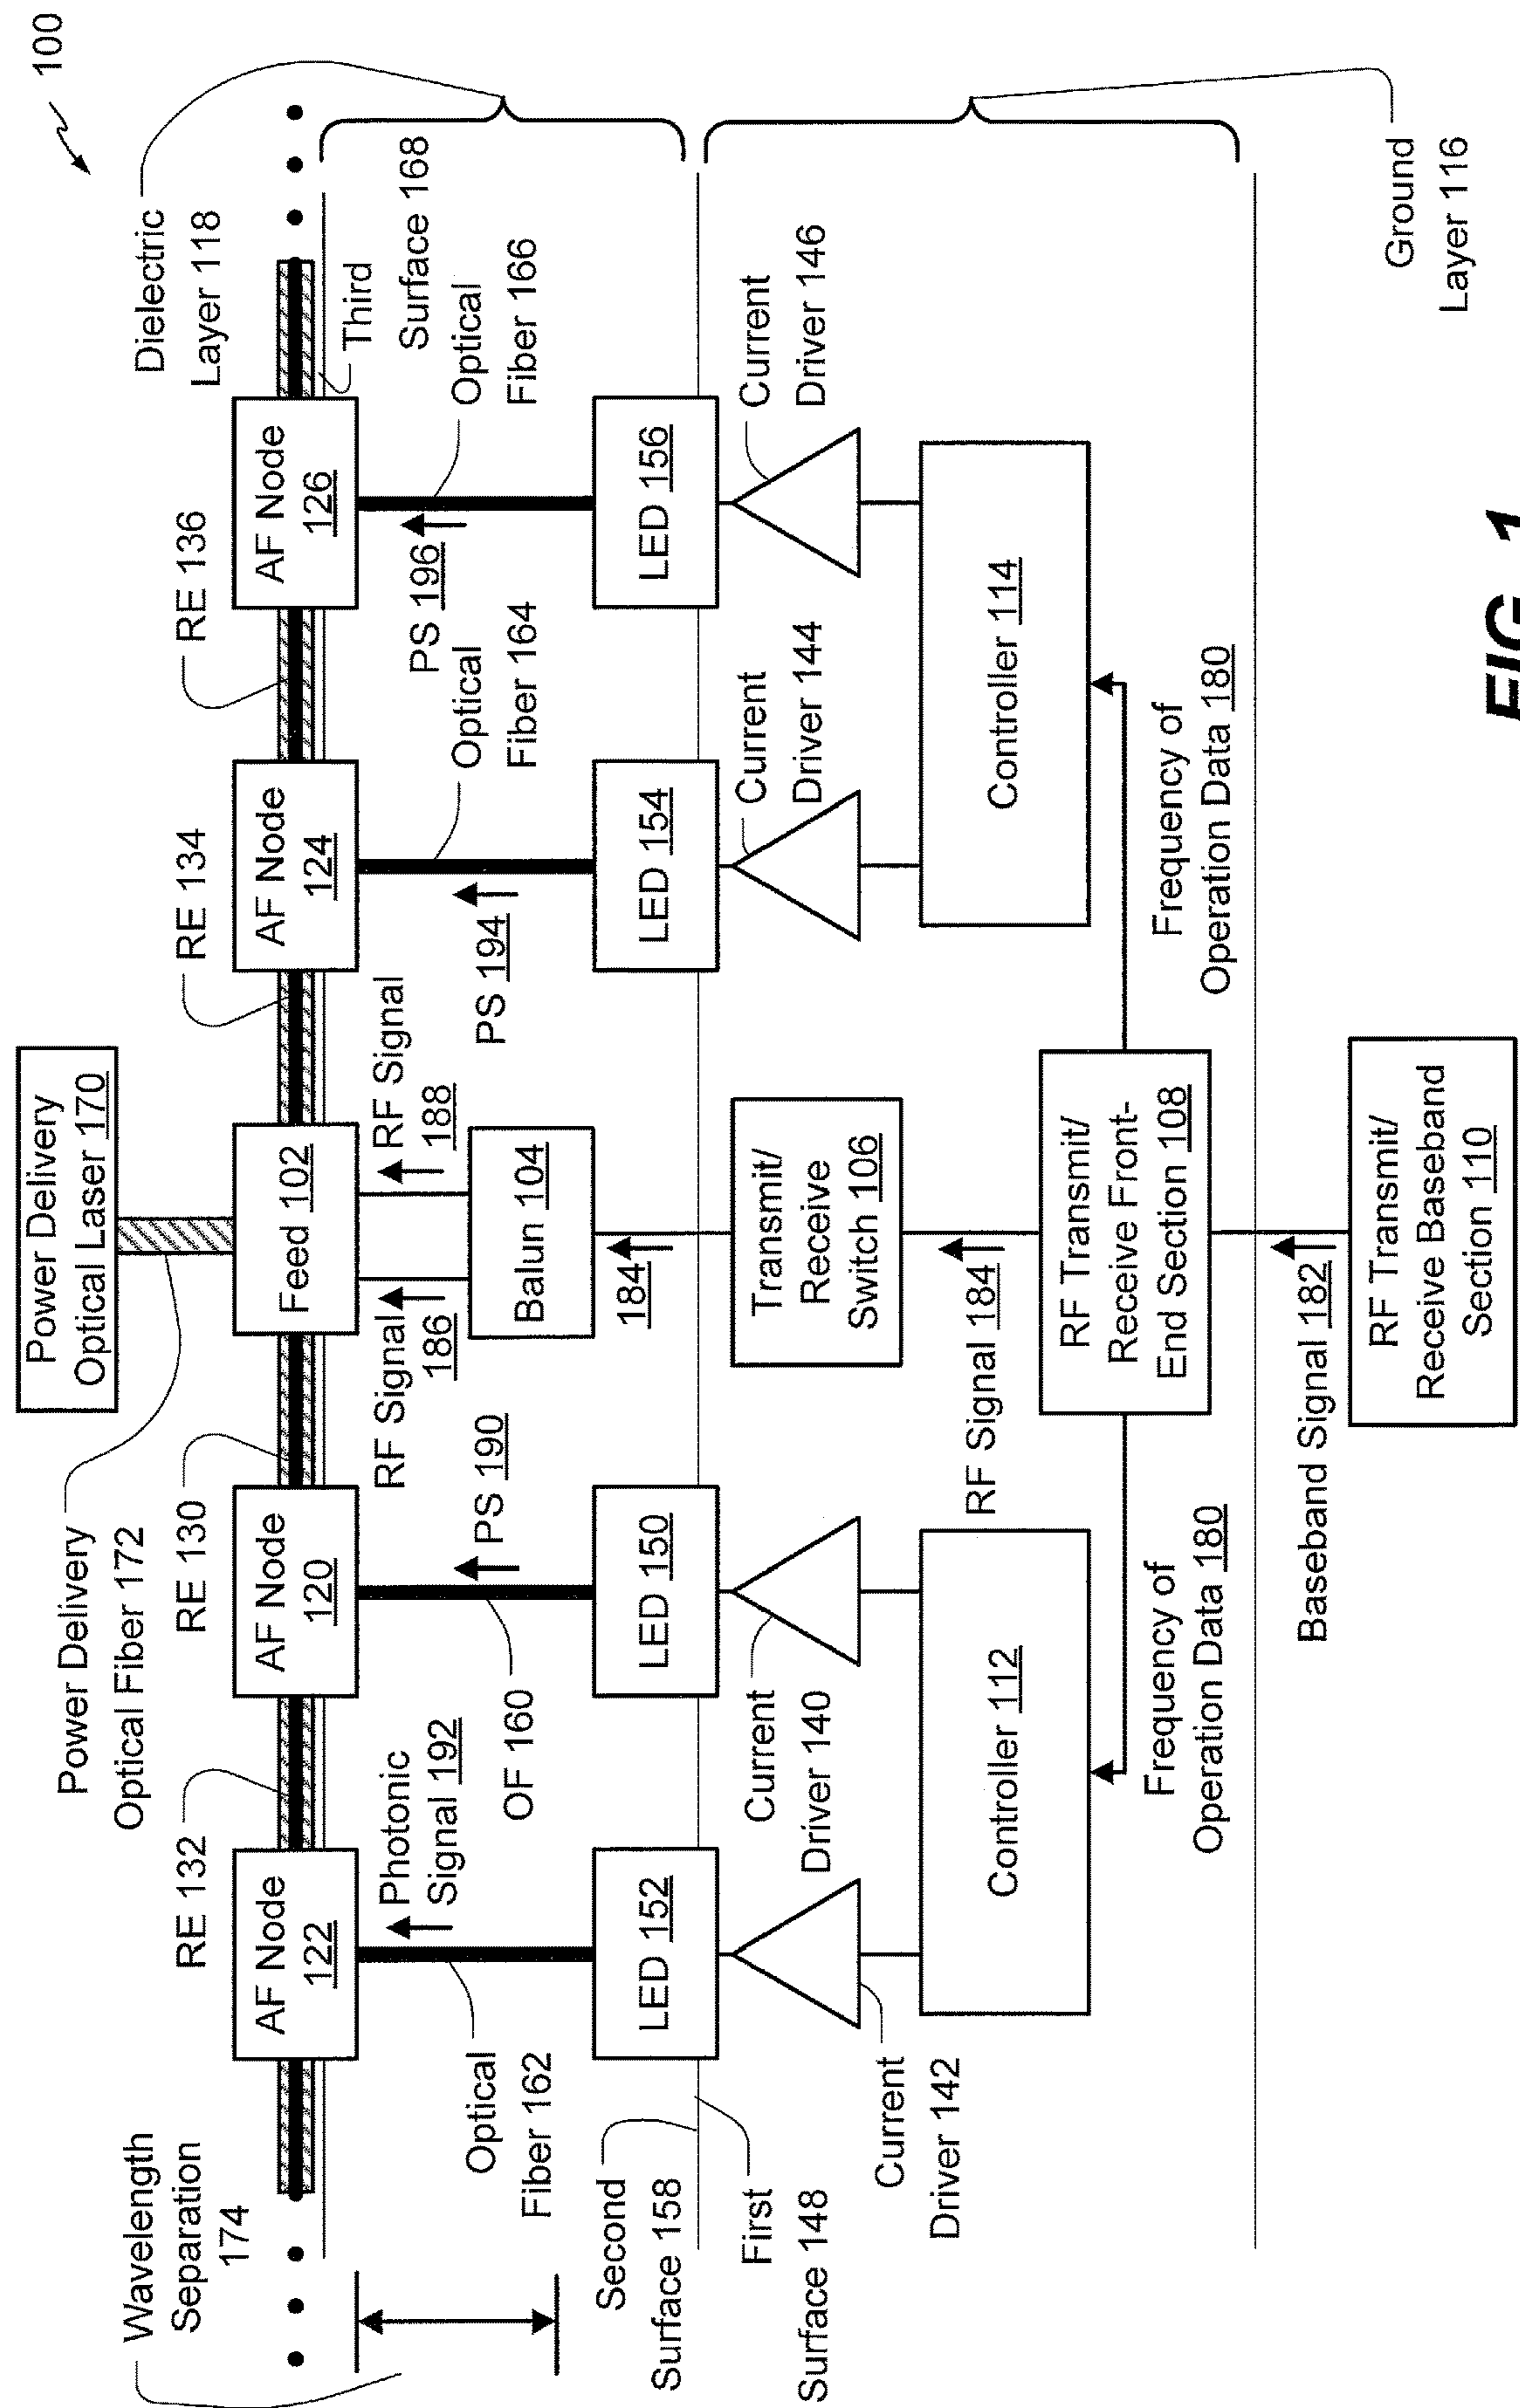 100
Power Delivery
Optical Laser 170
Dielectric
Layer 118
Wavelength
Separation
174
Power Delivery
Optical Fiber 172
RE 132
RE 130
RE 134
RE 136
AF Node
122
AF Node
120
Feed 102
AF Node
124
AF Node
126
Third
Surface 168
Photonic
Signal 192
PS 190
RF Signal
186
RF Signal
188
PS 194
PS 196
Optical
Fiber 162
OF 160
Balun 104
Optical
Fiber 164
Optical
Fiber 166
LED 152
LED 150
184
LED 154
LED 156
Second
Surface 158
First
Surface 148
Current
Driver 142
Current
Driver 140
Transmit/
Receive
Switch 106
Current
Driver 144
Current
Driver 146
Controller 112
RF Signal 184
Controller 114
RF Transmit/
Receive Front-
End Section 108
Frequency of
Operation Data 180
Frequency of
Operation Data 180
Baseband Signal 182
RF Transmit/
Receive Baseband
Section 110
Ground
Layer 116
FIG. 1